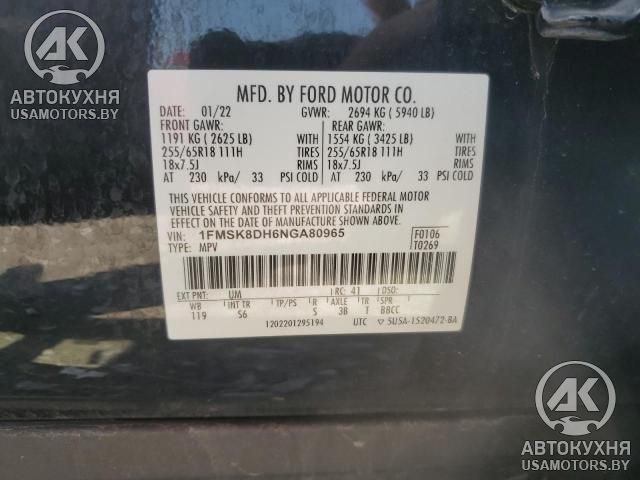 АК
АВТОКУХНЯ
USAMOTORS.BY
MFD. BY FORD MOTOR CO.
DATE: 01/22 GVWR: 2694 KG ( 5940 LB)
FRONT GAWR: REAR GAWR:
1191 KG ( 2625 LB) WITH 1554 KG ( 3425 LB) WITH
255/65R18 111H TIRES 255/65R18 111H TIRES
18x7.5J RIMS 18x7.5J RIMS
AT 230 kPa/ 33 PSI COLD AT 230 kPa/ 33 PSI COLD
THIS VEHICLE CONFORMS TO ALL APPLICABLE FEDERAL MOTOR
VEHICLE SAFETY AND THEFT PREVENTION STANDARDS IN
EFFECT ON THE DATE OF MANUFACTURE SHOWN ABOVE.
VIN: 1FMSK8DH6NGA80965 F0106
TYPE: MPV T0269
EXT PNT: UM RC: 41 DSO:
WB INT TR TP/PS R AXLE TR SPR
119 S6 S 3B T BBCC
1202201295194 UTC 5U5A-1520472-BA
АК
АВТОКУХНЯ
USAMOTORS.BY